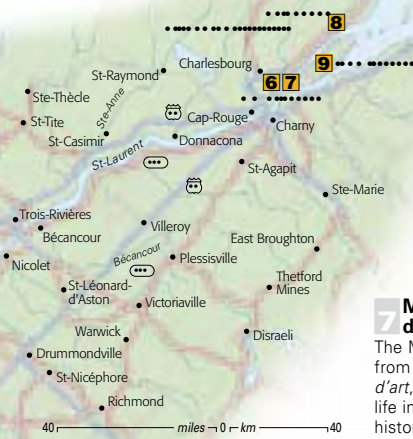 8
Charlesbourg
9
St-Raymond
6 7
Ste-Thècle
Ste-Anne
Cap-Rouge
St-Tite
Charny
St-Casimir
Donnacona
St-Laurent
St-Agapit
Ste-Marie
Trois-Rivières
Villeroy
Bécancour
East Broughton
Bécancour
Plessisville
Nicolet
Thetford
Mines
St-Léonard-
d'Aston
Victoriaville
Warwick
Disraeli
Drummondville
St-Nicéphore
Richmond
40 miles 0 km 40
7 M
d
The M
from
d'art,
life in
histo